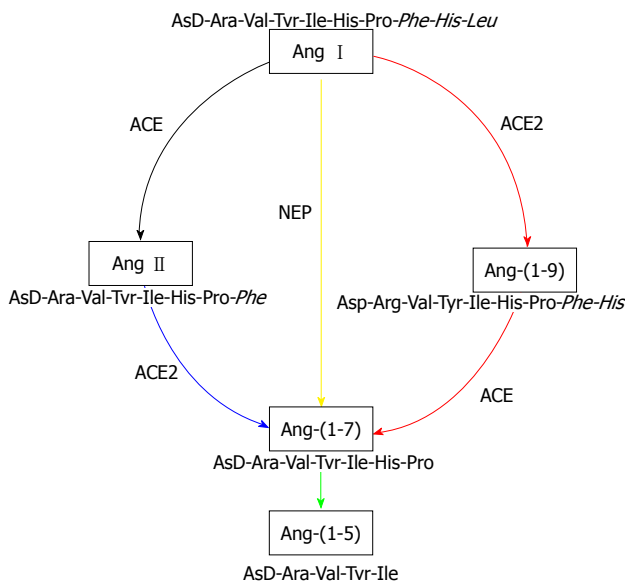 AsD-Ara-Val-Tvr-Ile-His-Pro-Phe-His-Leu
Ang Ⅰ
ACE
ACE2
NEP
Ang Ⅱ
AsD-Ara-Val-Tvr-Ile-His-Pro-Phe
Ang-(1-9)
Asp-Arg-Val-Tyr-Ile-His-Pro-Phe-His
ACE2
ACE
Ang-(1-7)
AsD-Ara-Val-Tvr-Ile-His-Pro
Ang-(1-5)
AsD-Ara-Val-Tvr-Ile